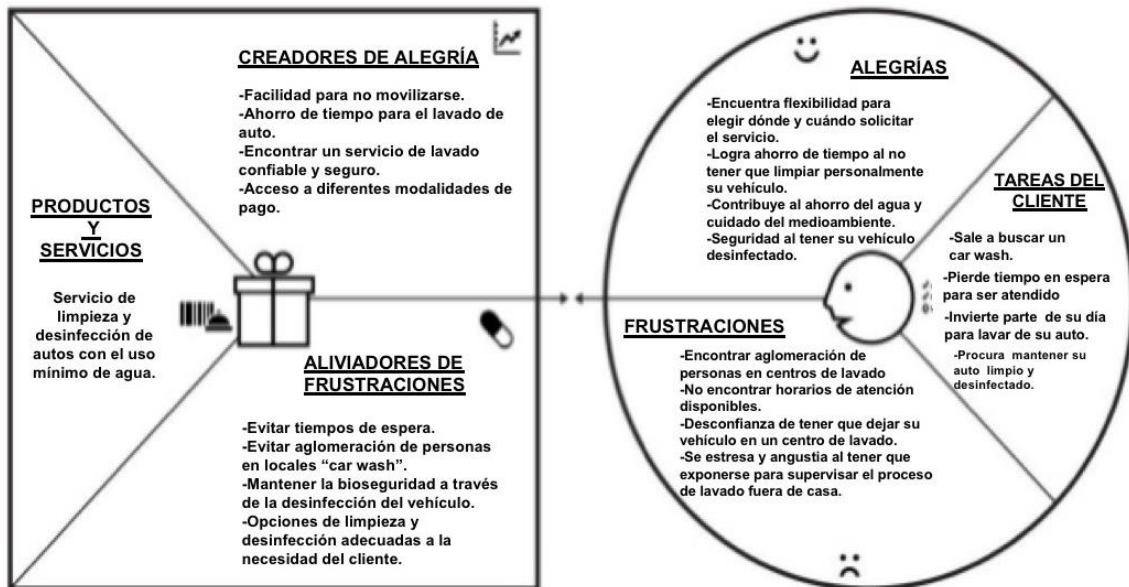 CREADORES DE ALEGRÍA
-Facilidad para no movilizarse.
-Ahorro de tiempo para el lavado de
auto.
-Encontrar un servicio de lavado
confiable y seguro.
-Acceso a diferentes modalidades de
pago.
PRODUCTOS
Y
SERVICIOS
Servicio de
limpieza y
desinfección de
autos con el uso
mínimo de agua.
ALIVIADORES DE
FRUSTRACIONES
-Evitar tiempos de espera.
-Evitar aglomeración de personas
en locales “car wash”.
-Mantener la bioseguridad a través
de la desinfección del vehículo.
-Opciones de limpieza y
desinfección adecuadas a la
necesidad del cliente.
ALEGRÍAS
-Encuentra flexibilidad para
elegir dónde y cuándo solicitar
el servicio.
-Logra ahorro de tiempo al no
tener que limpiar personalmente
su vehículo.
-Contribuye al ahorro del agua y
cuidado del medioambiente.
-Seguridad al tener su vehículo
desinfectado.
TAREAS DEL
CLIENTE
-Sale a buscar un
car wash.
-Pierde tiempo en espera
para ser atendido
-Invierte parte de su día
para lavar de su auto.
-Procura mantener su
auto limpio y
desinfectado.
FRUSTRACIONES
-Encontrar aglomeración de
personas en centros de lavado
-No encontrar horarios de atención
disponibles.
-Desconfianza de tener que dejar su
vehículo en un centro de lavado.
-Se estresa y angustia al tener que
exponerse para supervisar el proceso
de lavado fuera de casa.